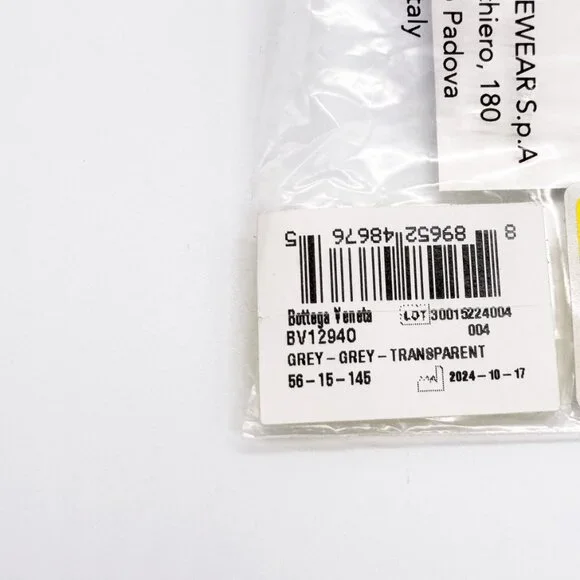 EWEAR S.p.A
chiero, 180
Padova
taly
8 89652 48676 5
Bottega Veneta LOT 30015224004
BV1294O 004
GREY-GREY-TRANSPARENT
56-15-145 2024-10-17